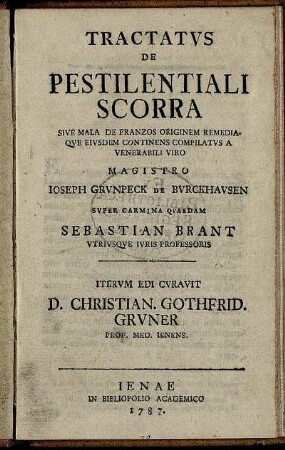 TRACTATVS
DE
PESTILENTIALI
SCORRA
SIVE MALA DE FRANZOS ORIGINEM REMEDIA-
QVE EIVSDEM CONTINENS COMPILATVS A
VENERABILI VIRO
MAGISTRO
IOSEPH GRVNPECK DE BVRCKHAVSEN
SVPER CARMINA QVAEDAM
SEBASTIAN BRANT
VTRIVSQVE IVRIS PROFESSORIS
ITERVM EDI CVRAVIT
D. CHRISTIAN. GOTHFRID.
GRVNER
PROF. MED. IENENS.
IENAE
IN BIBLIOPOLIO ACADEMICO
1787.